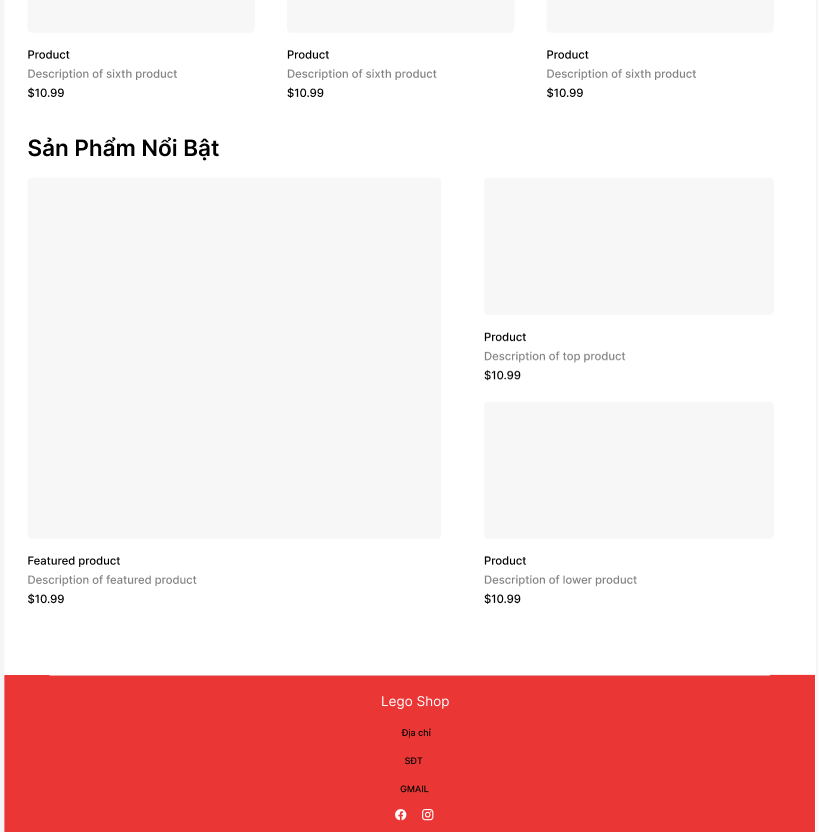 Product
Description of sixth product
$10.99
Product
Description of sixth product
$10.99
Product
Description of sixth product
$10.99
Sản Phẩm Nổi Bật
Featured product
Description of featured product
$10.99
Product
Description of top product
$10.99
Product
Description of lower product
$10.99
Lego Shop
Địa chỉ
SĐT
GMAIL